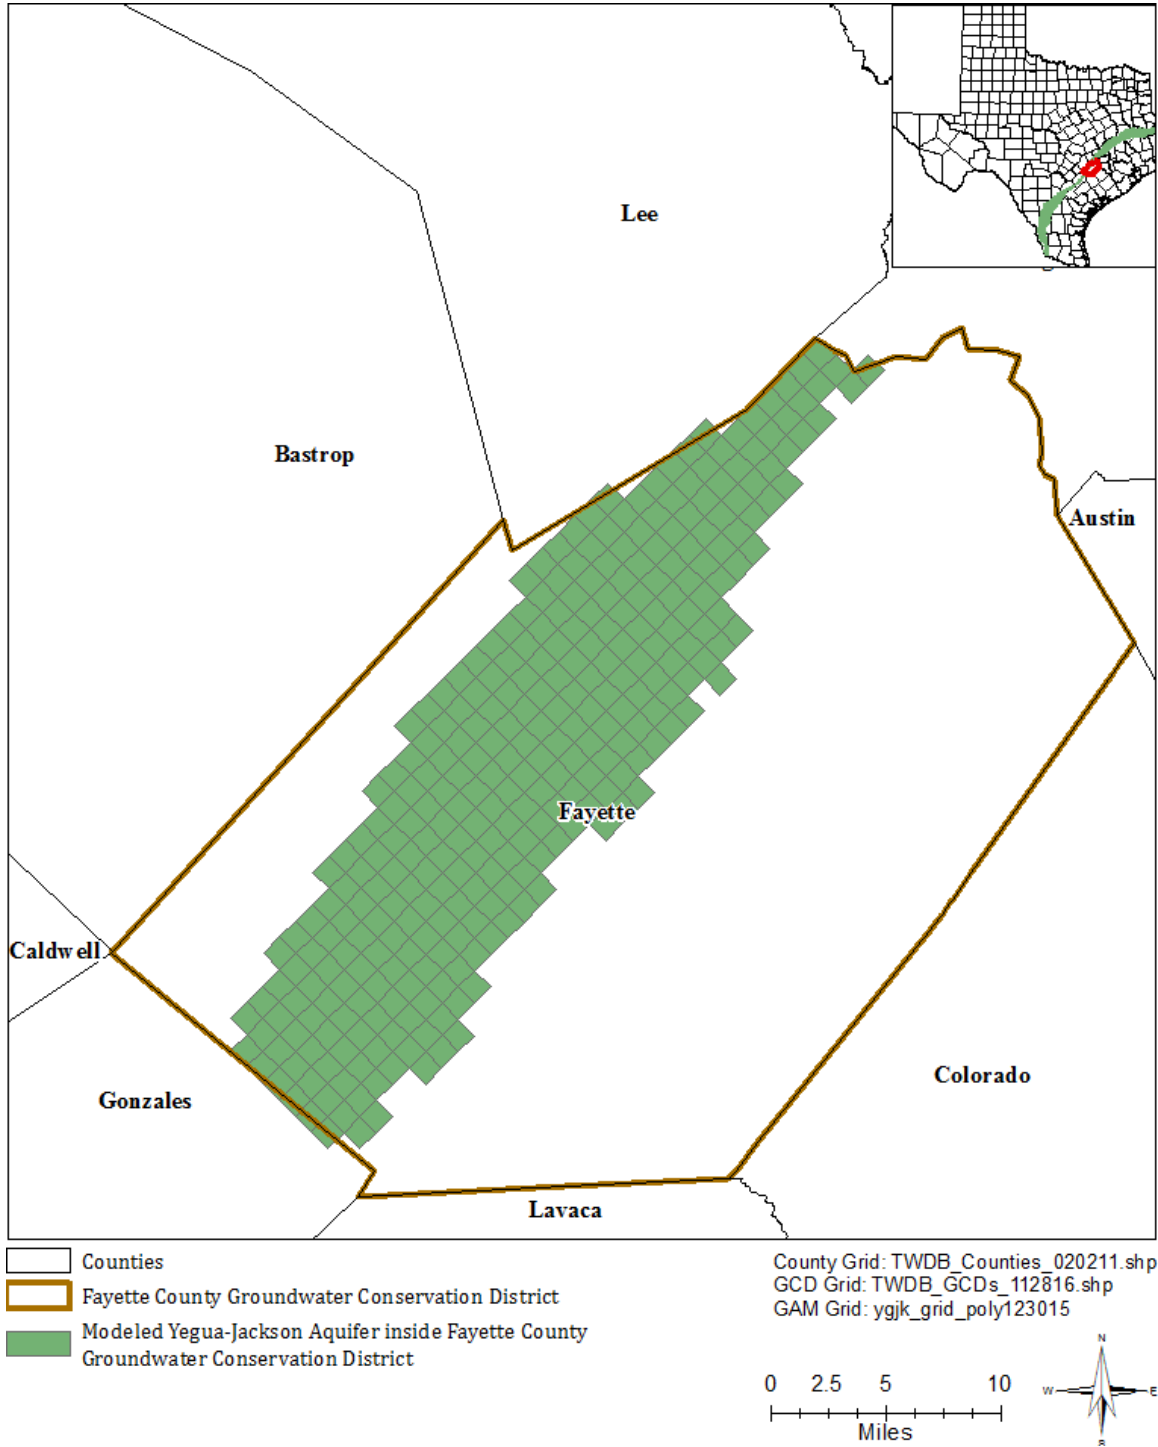 Lee
Bastrop
Austin
Fayette
Caldwell
Colorado
Gonzales
Lavaca
Counties
Fayette County Groundwater Conservation District
Modeled Yegua-Jackson Aquifer inside Fayette County
Groundwater Conservation District
County Grid: TWDB_Counties_020211.shp
GCD Grid: TWDB_GCDs_112816.shp
GAM Grid: ygjk_grid_poly123015
0 2.5 5 10
Miles
N
W E
S